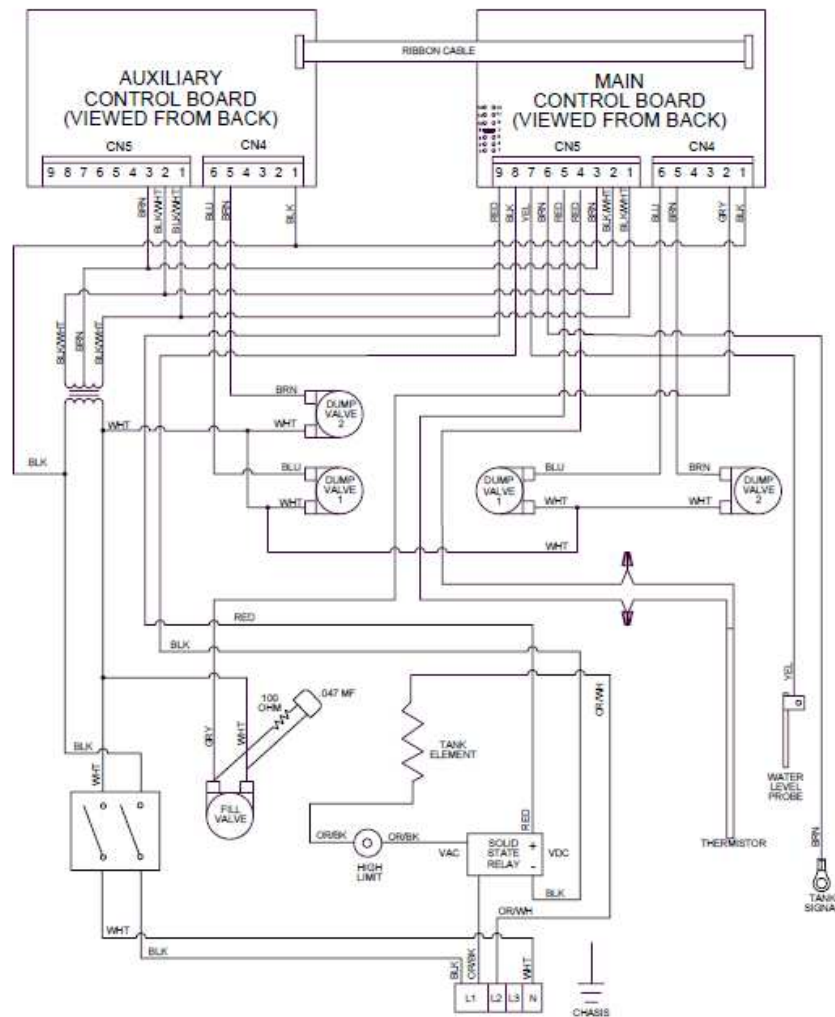 RIBBON CABLE
AUXILIARY
CONTROL BOARD
(VIEWED FROM BACK)
MAIN
CONTROL BOARD
(VIEWED FROM BACK)
CN5
CN4
CN5
CN4
9 8 7 6 5 4 3 2 1
6 5 4 3 2 1
9 8 7 6 5 4 3 2 1
6 5 4 3 2 1
BRN
BLK/WHT
BLK/WHT
BLU
BRN
BLK
RED
BLK
YEL
BRN
RED
RED
BRN
BLK/WHT
BLK/WHT
BLU
BRN
GRY
BLK
BLK/WHT
BRN
BLK/WHT
BRN
DUMP
VALVE
2
WHT
WHT
BLK
BLU
DUMP
VALVE
1
WHT
DUMP
VALVE
1
BLU
WHT
BRN
WHT
DUMP
VALVE
2
WHT
RED
BLK
100
OHM
.047 MF
GRY
WHT
FILL
VALVE
BLK
WHT
TANK
ELEMENT
OR/WH
YEL
WATER
LEVEL
PROBE
THERMISTOR
BRN
TANK
SIGNA
OR/BK
OR/BK
HIGH
LIMIT
VAC
SOLID
STATE
RELAY
+
-
VDC
RED
BLK
OR/WH
WHT
BLK
BLK
OR/BK
WHT
L1
L2
L3
N
CHASIS